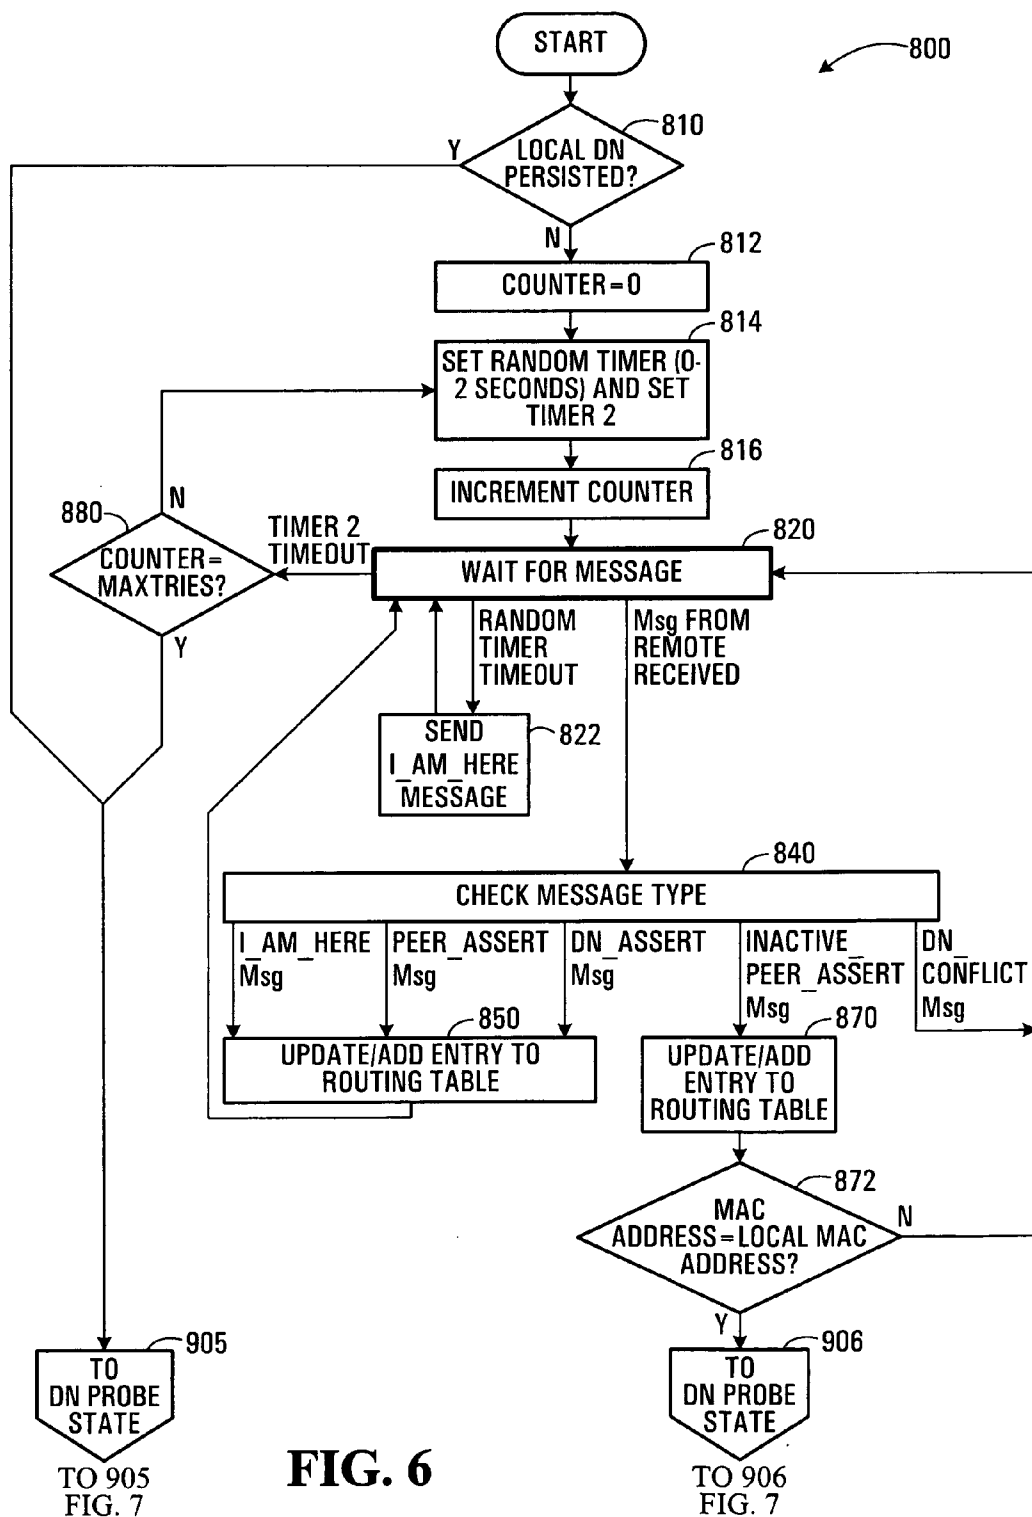 START
800
810
Y
LOCAL DN
PERSISTED?
N
812
COUNTER=0
814
SET RANDOM TIMER (0-
2 SECONDS) AND SET
TIMER 2
816
INCREMENT COUNTER
N
880
COUNTER=
MAXTRIES?
Y
TIMER 2
TIMEOUT
820
WAIT FOR MESSAGE
RANDOM
TIMER
TIMEOUT
Msg FROM
REMOTE
RECEIVED
SEND
I_AM_HERE
MESSAGE
822
840
CHECK MESSAGE TYPE
I_AM_HERE
Msg
PEER_ASSERT
Msg
DN_ASSERT
Msg
INACTIVE_
PEER_ASSERT
Msg
DN_
CONFLICT
Msg
850
UPDATE/ADD ENTRY TO
ROUTING TABLE
870
UPDATE/ADD
ENTRY TO
ROUTING TABLE
872
MAC
ADDRESS=LOCAL MAC
ADDRESS?
N
Y
905
TO
DN PROBE
STATE
TO 905
FIG. 7
906
TO
DN PROBE
STATE
TO 906
FIG. 7
FIG. 6